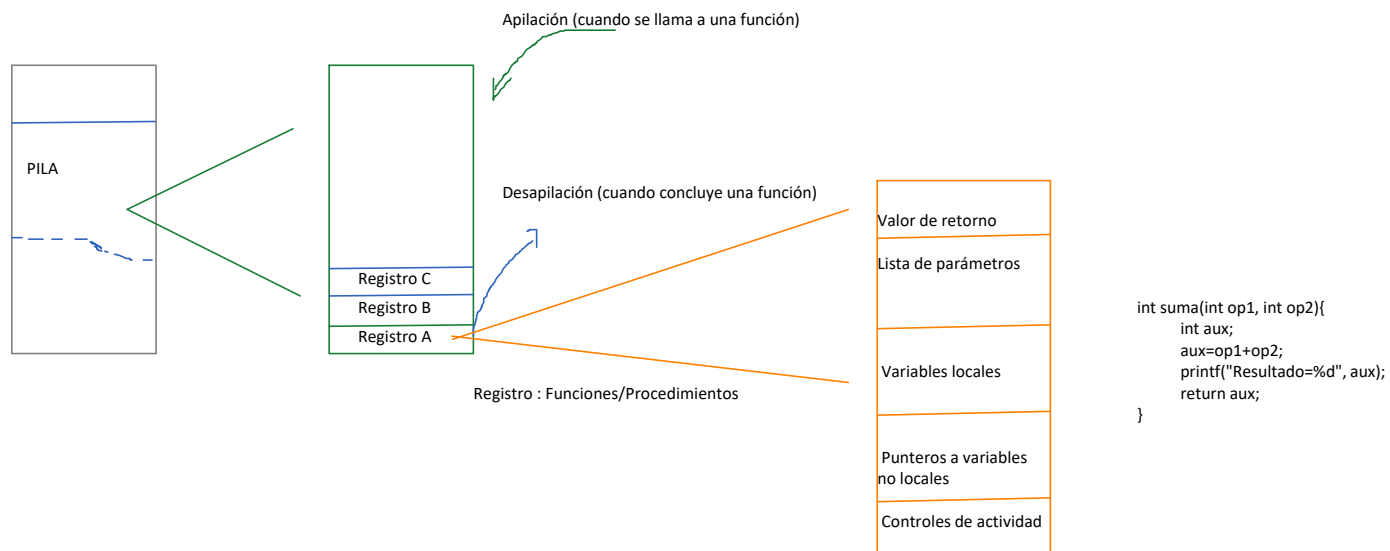 Apilación (cuando se llama a una función)
PILA
Desapilación (cuando concluye una función)
Registro C
Registro B
Registro A
Registro : Funciones/Procedimientos
Valor de retorno
Lista de parámetros
Variables locales
Punteros a variables
no locales
Controles de actividad
int suma(int op1, int op2){
int aux;
aux=op1+op2;
printf("Resultado=%d", aux);
return aux;
}